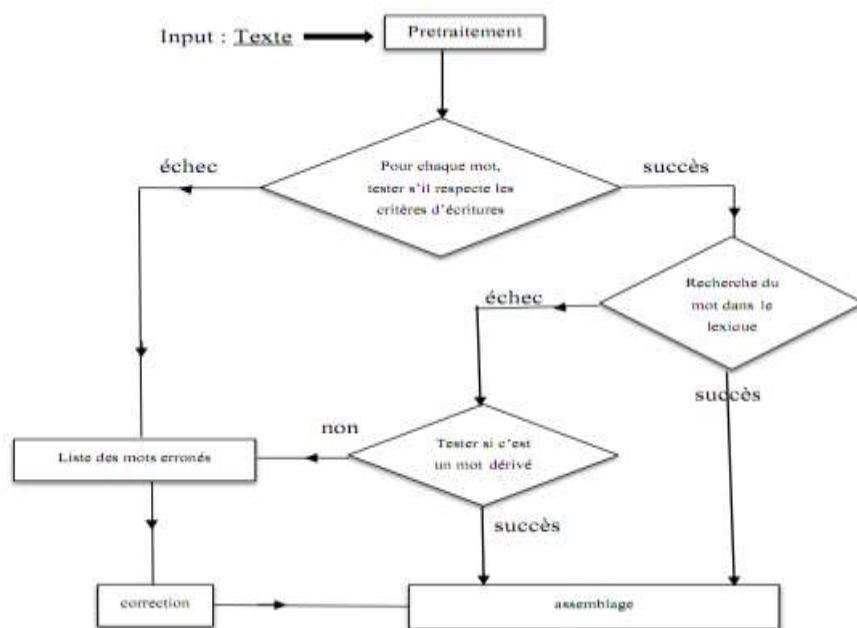 Input : Texte
Pretraitement
échec
Pour chaque mot,
tester s'il respecte les
critères d'écritures
succès
Recherche du
mot dans le
lexique
échec
succès
non
Tester si c'est
un mot dérivé
Liste des mots erronés
succès
correction
assemblage